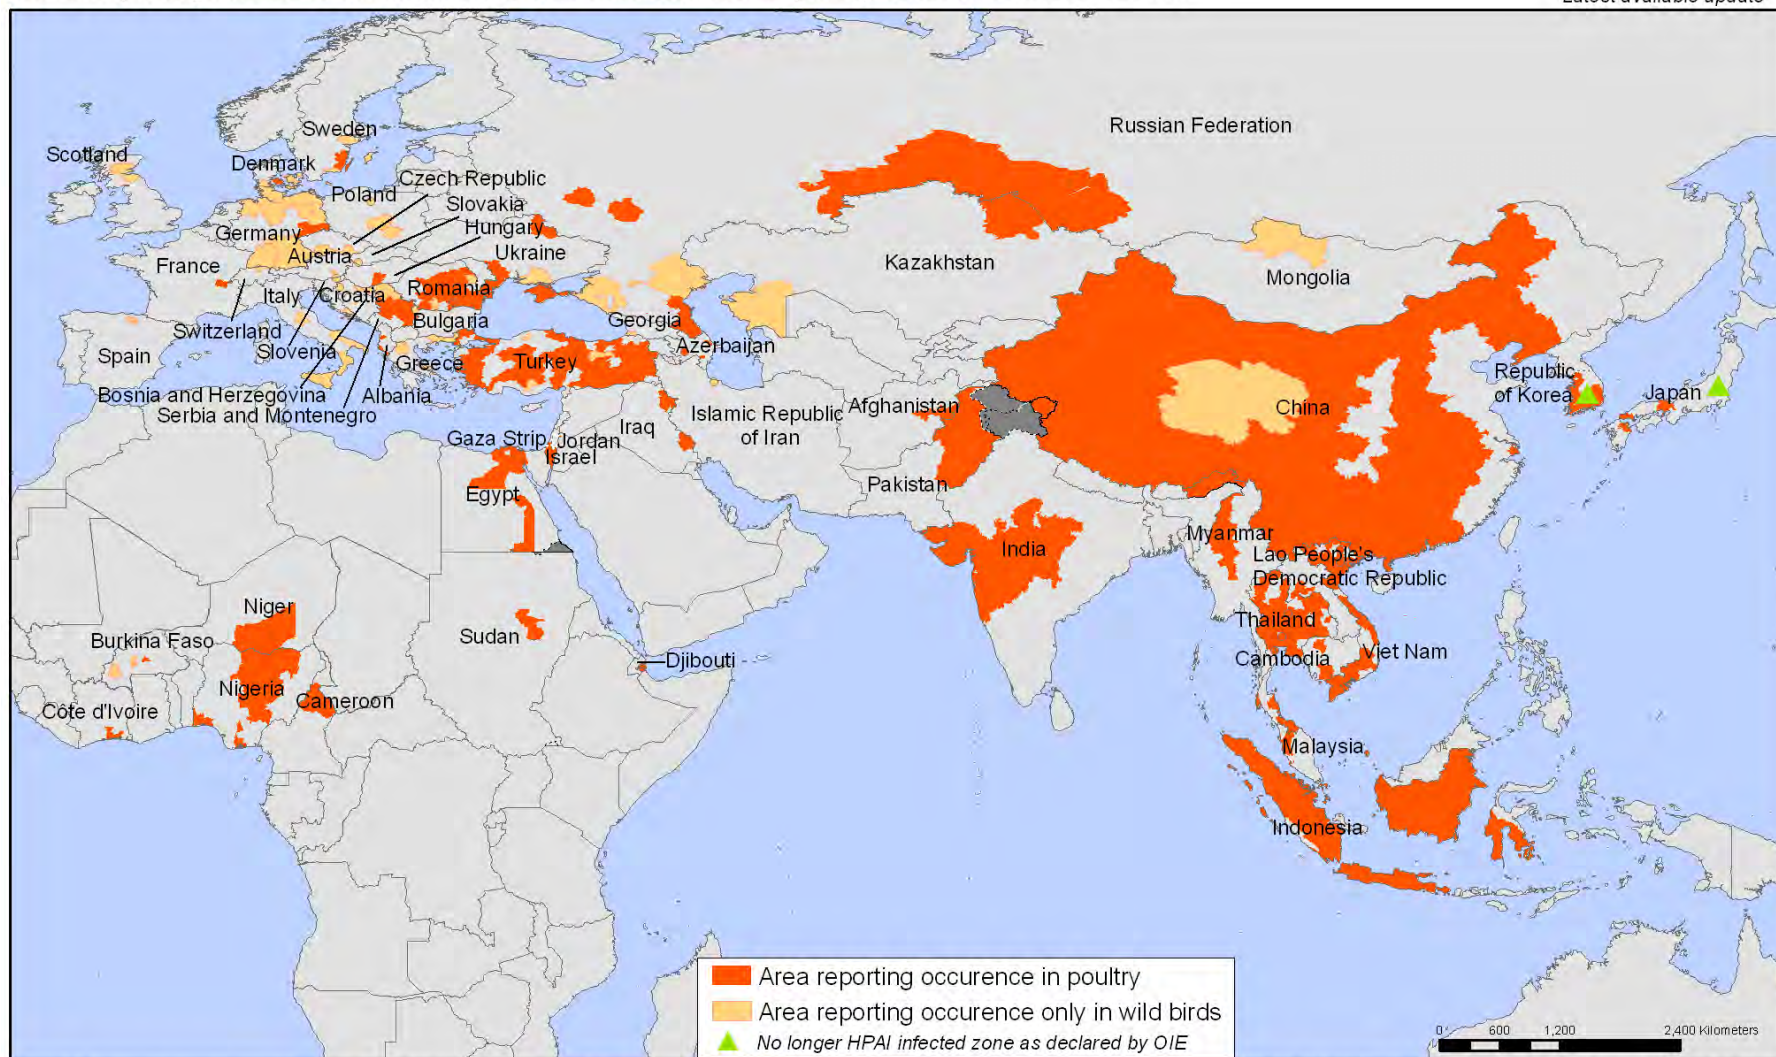 Latest available update
Russian Federation
Sweden
Scotland
Denmark
Czech Republic
Poland
Slovakia
Hungary
Germany
Ukraine
Austria
France
Kazakhstan
Mongolia
Italy
Croatia
Romania
Switzerland
Bulgaria
Georgia
Slovenia
Azerbaijan
Spain
Greece
Turkey
Bosnia and Herzegovina
Albania
Serbia and Montenegro
Afghanistan
Islamic Republic
of Iran
China
Republic
of Korea
Japan
Iraq
Gaza Strip
Jordan
Israel
Pakistan
Egypt
India
Myanmar
Lao People's
Democratic Republic
Niger
Burkina Faso
Sudan
Thailand
Djibouti
Cambodia
Viet Nam
Nigeria
Cameroon
Côte d'Ivoire
Malaysia
Indonesia
Area reporting occurence in poultry
Area reporting occurence only in wild birds
No longer HPAI infected zone as declared by OIE
0 600 1,200 2,400 Kilometers